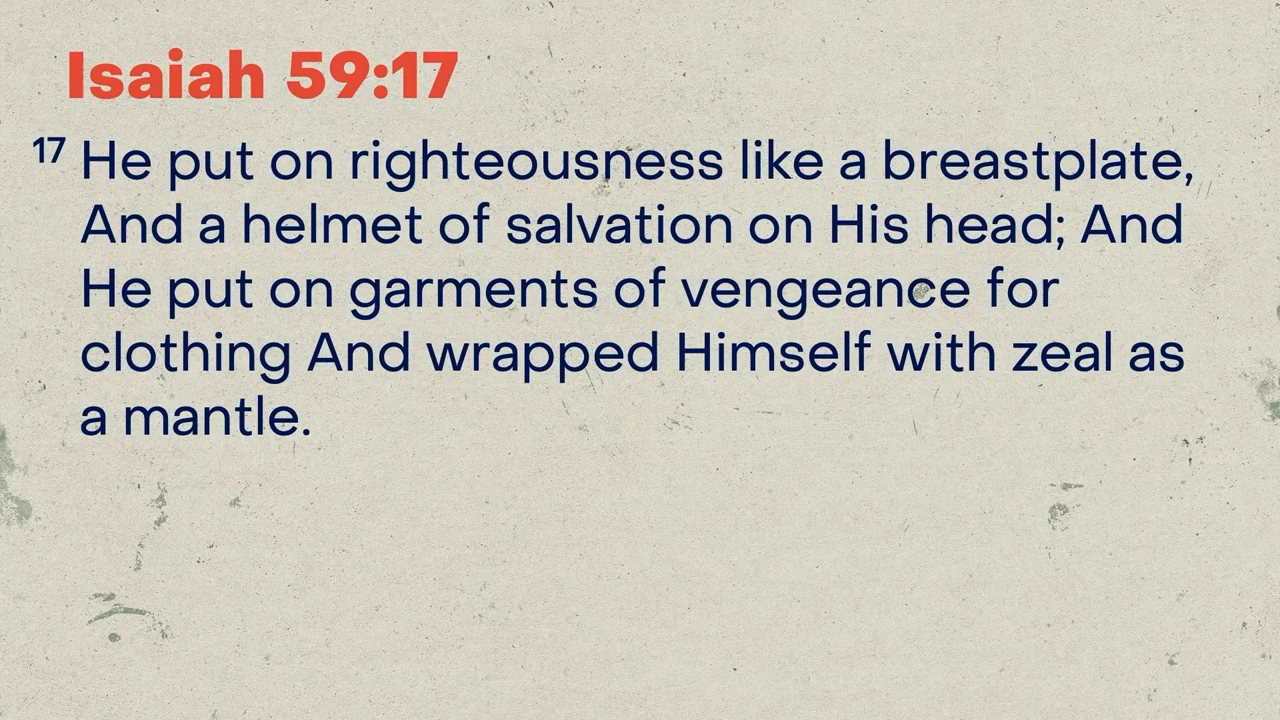 Isaiah 59:17
17 He put on righteousness like a breastplate,
And a helmet of salvation on His head; And
He put on garments of vengeance for
clothing And wrapped Himself with zeal as
a mantle.